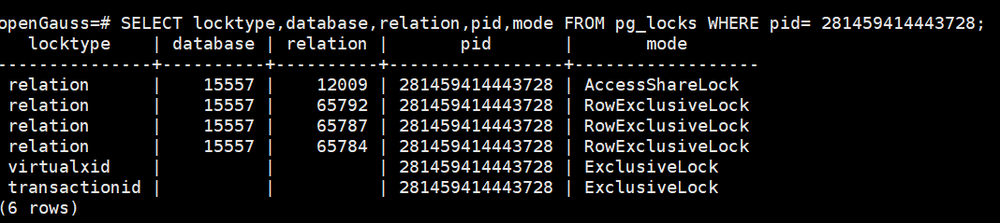 openGauss=# SELECT locktype,database,relation,pid,mode FROM pg_locks WHERE pid= 281459414443728;
   locktype    | database | relation |       pid       |       mode
---------------+----------+----------+-----------------+------------------
 relation      |    15557 |    12009 | 281459414443728 | AccessShareLock
 relation      |    15557 |    65792 | 281459414443728 | RowExclusiveLock
 relation      |    15557 |    65787 | 281459414443728 | RowExclusiveLock
 relation      |    15557 |    65784 | 281459414443728 | RowExclusiveLock
 virtualxid    |          |          | 281459414443728 | ExclusiveLock
 transactionid |          |          | 281459414443728 | ExclusiveLock
(6 rows)